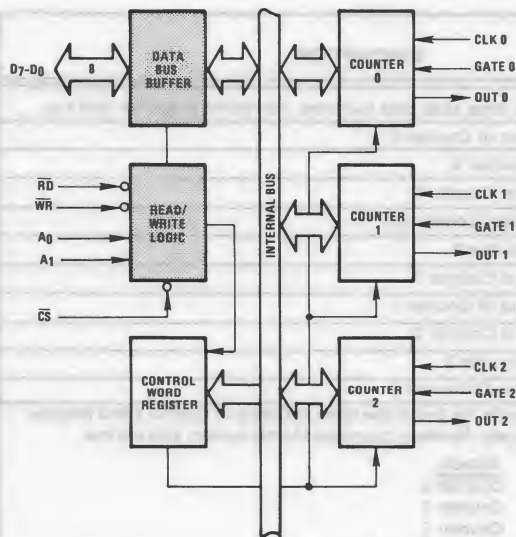 D7-D0
8
DATA
BUS
BUFFER
RD
WR
A0
A1
READ/
WRITE
LOGIC
CS
CONTROL
WORD
REGISTER
INTERNAL BUS
COUNTER
0
CLK 0
GATE 0
OUT 0
COUNTER
1
CLK 1
GATE 1
OUT 1
COUNTER
2
CLK 2
GATE 2
OUT 2